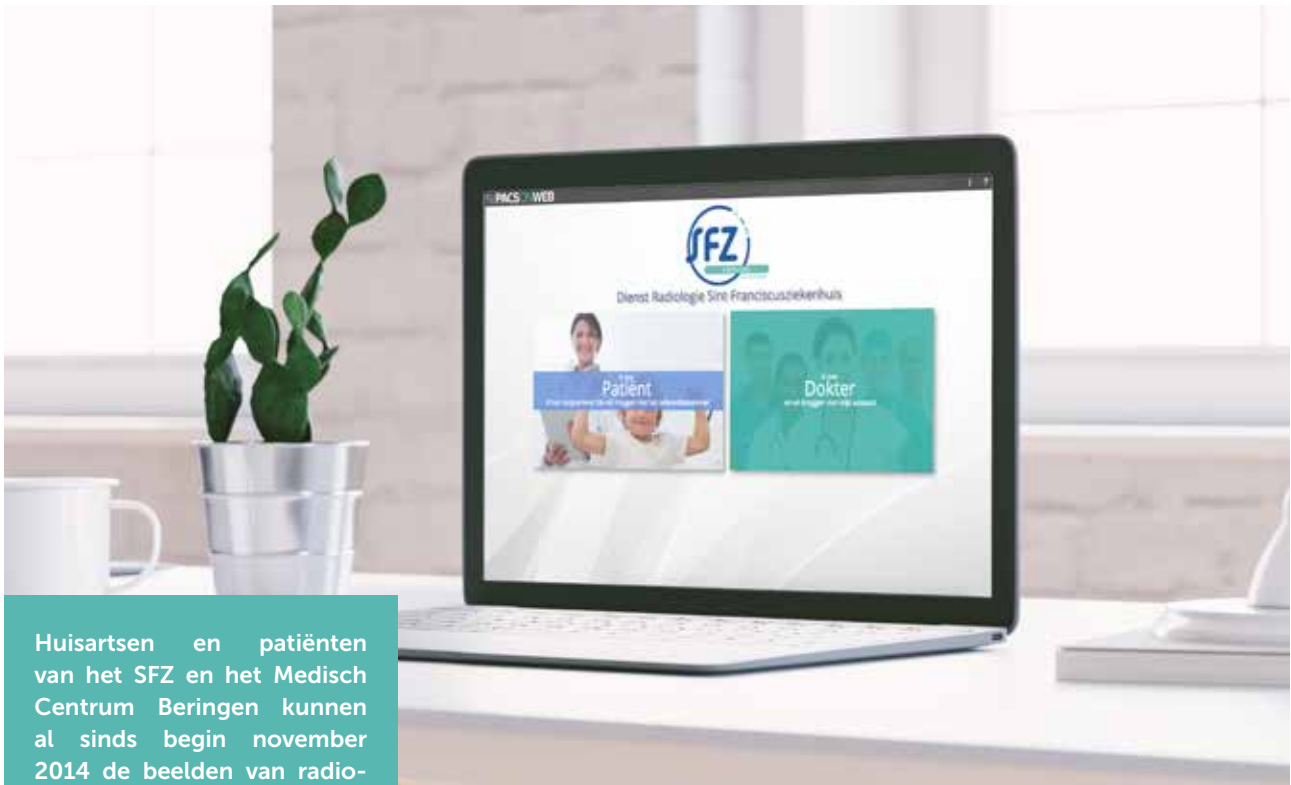 PACSONWEB
SFZ
Dienst Radiologie Sint Franciscusziekenhuis
Patiënt
Dokter
Huisartsen en patiënten
van het SFZ en het Medisch
Centrum Beringen kunnen
al sinds begin november
2014 de beelden van radio-